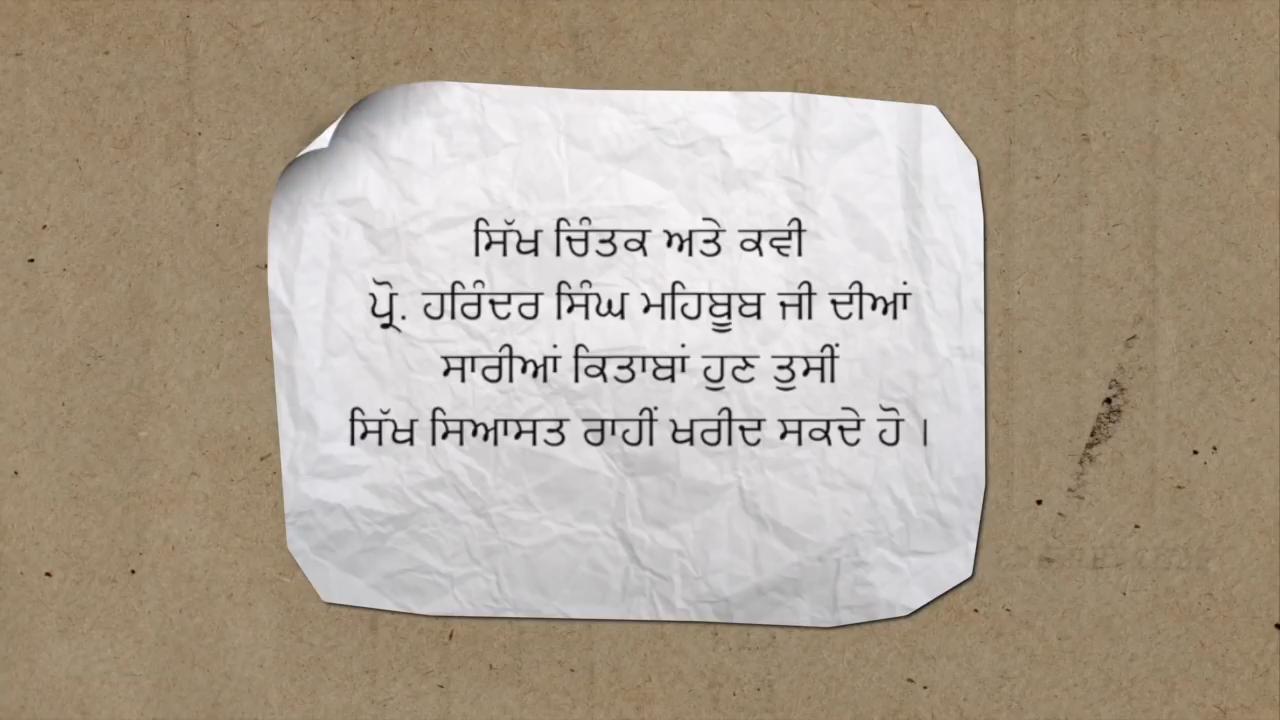 ਸਿੱਖ ਚਿੰਤਕ ਅਤੇ ਕਵੀ
ਪ੍ਰੋ. ਹਰਿੰਦਰ ਸਿੰਘ ਮਹਿਬੂਬ ਜੀ ਦੀਆਂ
ਸਾਰੀਆਂ ਕਿਤਾਬਾਂ ਹੁਣ ਤੁਸੀਂ
ਸਿੱਖ ਸਿਆਸਤ ਰਾਹੀਂ ਖਰੀਦ ਸਕਦੇ ਹੋ ।